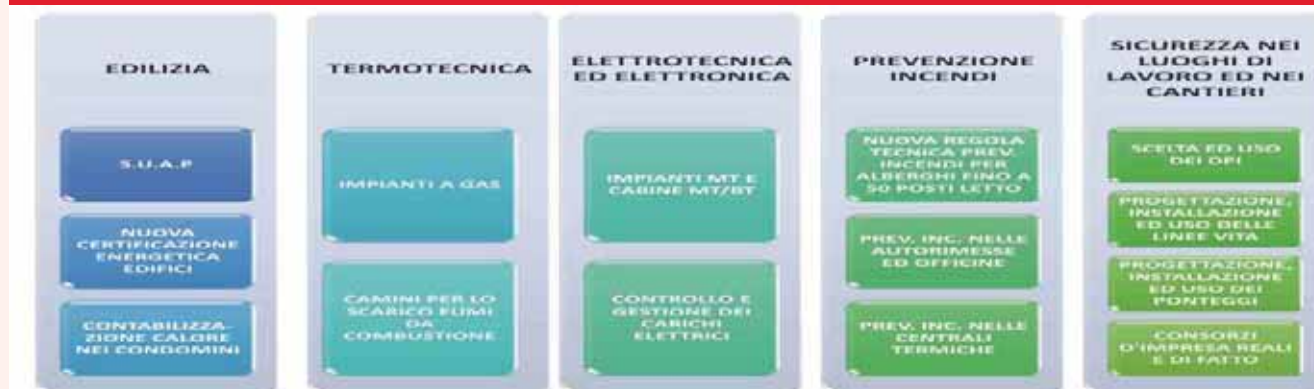 EDILIZIA
S.U.A.P
NUOVA
CERTIFICAZIONE
ENERGETICA
EDIFICI
CONTABILIZZA-
ZIONE CALORE
NEI CONDOMINI
TERMOTECNICA
IMPIANTI A GAS
CAMINI PER LO
SCARICO FUMI
DA
COMBUSTIONE
ELETTROTECNICA
ED ELETTRONICA
IMPIANTI MT E
CABINE MT/BT
CONTROLLO E
GESTIONE DEI
CARICHI
ELETTRICI
PREVENZIONE
INCENDI
NUOVA REGOLA
TECNICA PREV.
INCENDI PER
ALBERGHI FINO A
50 POSTI LETTO
PREV. INC. NELLE
AUTORIMESSE
ED OFFICINE
PREV. INC. NELLE
CENTRALI
TERMICHE
SICUREZZA NEI
LUOGHI DI
LAVORO ED NEI
CANTIERI
SCELTA ED USO
DEI DPI
PROGETTAZIONE,
INSTALLAZIONE
ED USO DELLE
LINEE VITA
PROGETTAZIONE,
INSTALLAZIONE
ED USO DEI
PONTEGGI
CONSORZI
D'IMPRESA REALI
E DI FATTO